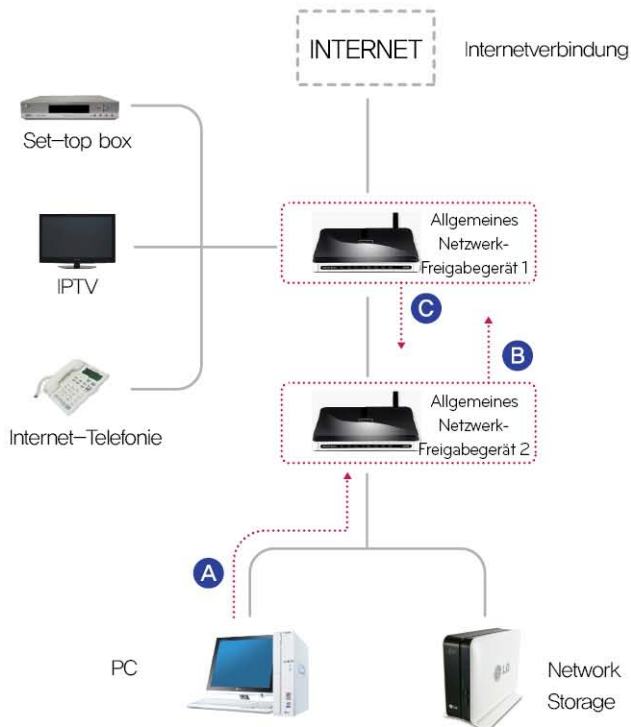 INTERNET
Internetverbindung
Set-top box
Allgemeines
Netzwerk-
Freigabegerät 1
IPTV
C
B
Allgemeines
Netzwerk-
Freigabegerät 2
Internet-Telefonie
A
PC
LG
Network
Storage